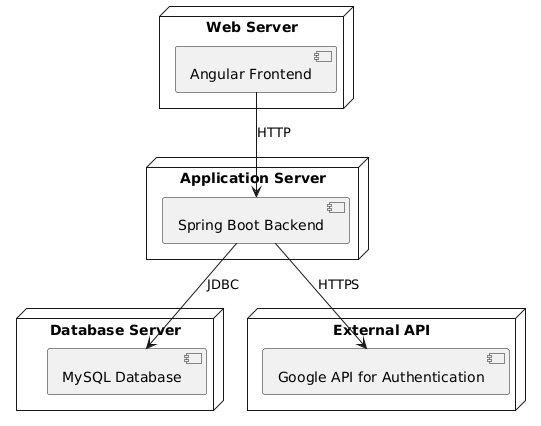 Web Server
Angular Frontend
HTTP
Application Server
Spring Boot Backend
JDBC
HTTPS
Database Server
MySQL Database
External API
Google API for Authentication